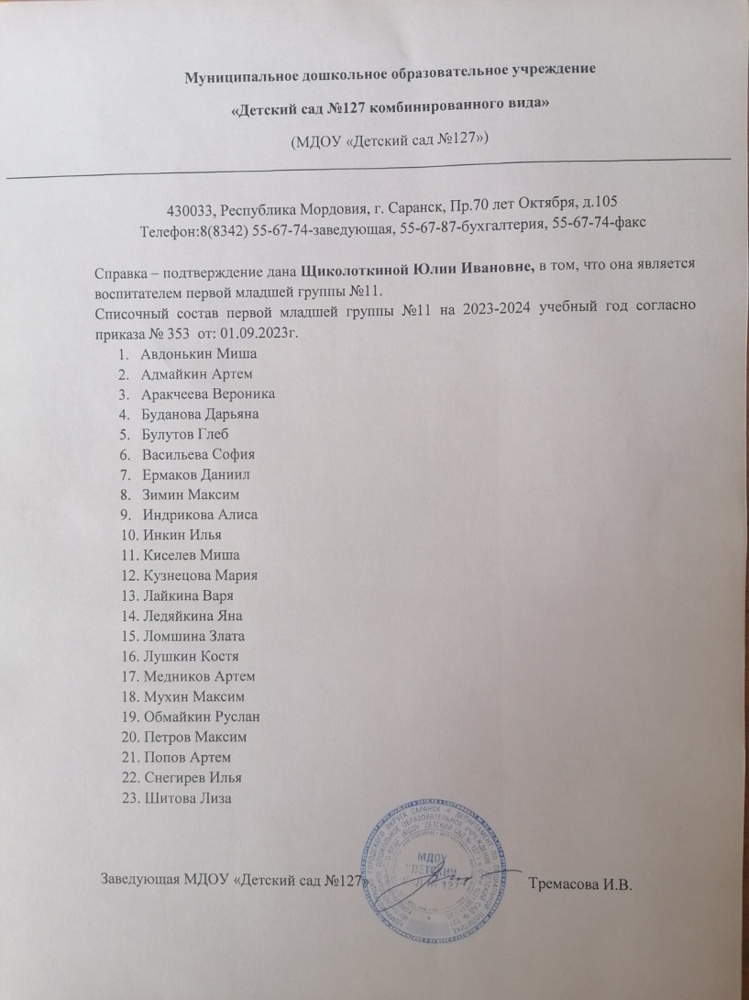 Муниципальное дошкольное образовательное учреждение
«Детский сад №127 комбинированного вида»
(МДОУ «Детский сад №127»)
430033, Республика Мордовия, г. Саранск, Пр.70 лет Октября, д.105
Телефон:8(8342) 55-67-74-заведующая, 55-67-87-бухгалтерия, 55-67-74-факс
Справка – подтверждение дана Щиколоткиной Юлии Ивановне, в том, что она является
воспитателем первой младшей группы №11.
Списочный состав первой младшей группы №11 на 2023-2024 учебный год согласно
приказа № 353 от: 01.09.2023г.
1. Авдонькин Миша
2. Адмайкин Артем
3. Аракчеева Вероника
4. Буданова Дарьяна
5. Булутов Глеб
6. Васильева София
7. Ермаков Даниил
8. Зимин Максим
9. Индрикова Алиса
10. Инкин Илья
11. Киселев Миша
12. Кузнецова Мария
13. Лайкина Варя
14. Ледяйкина Яна
15. Ломшина Злата
16. Лушкин Костя
17. Медников Артем
18. Мухин Максим
19. Обмайкин Руслан
20. Петров Максим
21. Попов Артем
22. Снегирев Илья
23. Шитова Лиза
МДОУ
"ДЕТСКИЙ
127
Заведующая МДОУ «Детский сад №127»
Тремасова И.В.